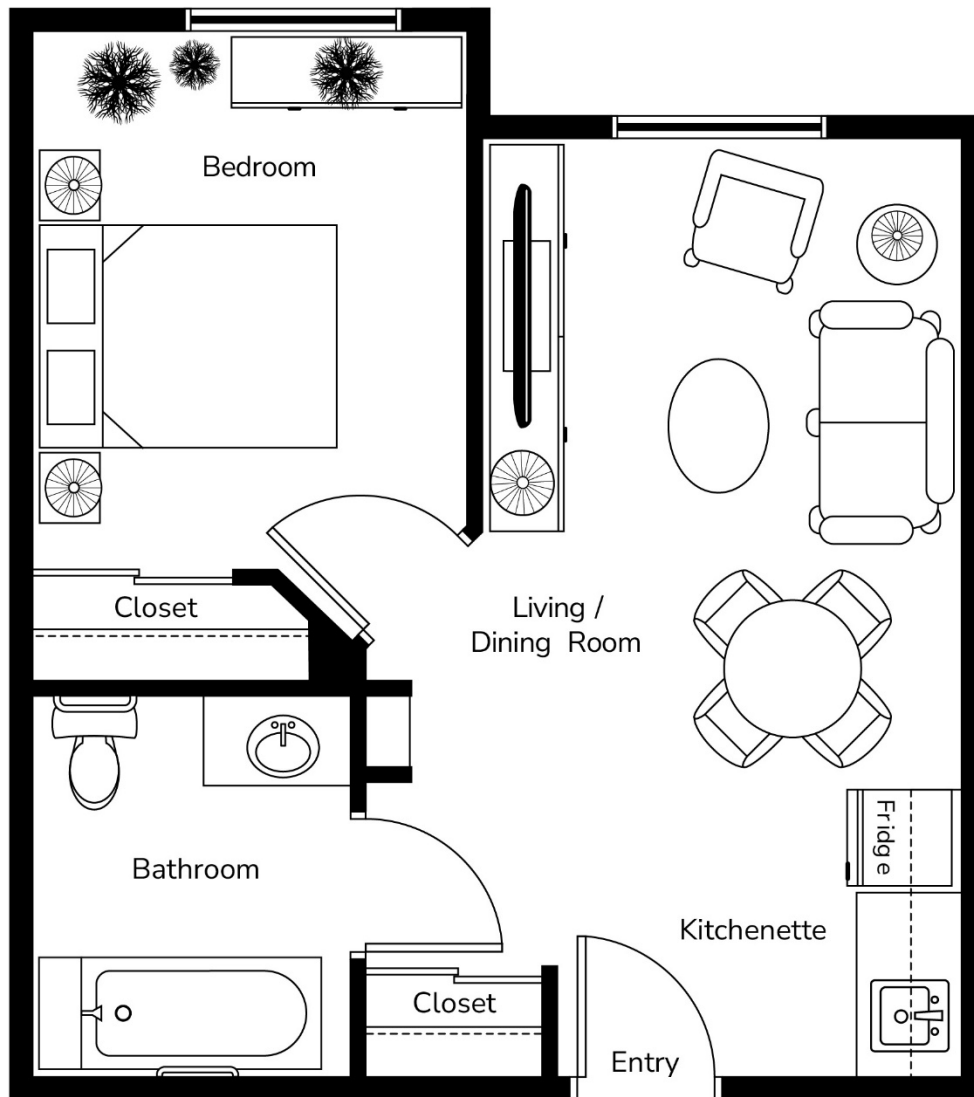 Bedroom
Closet
Living /
Dining Room
Fridge
Bathroom
Kitchenette
Closet
Entry